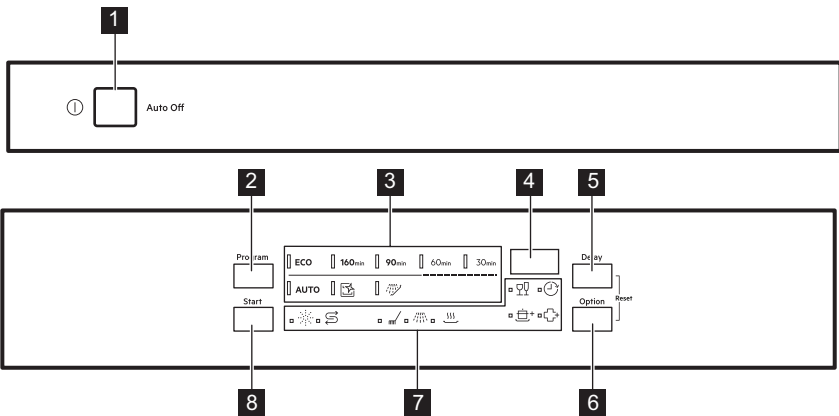 1
Auto Off
2 3 4 5
Program Delay
ECO 160min 90min 60min 30min
AUTO
Start Option Reset
8 7 6